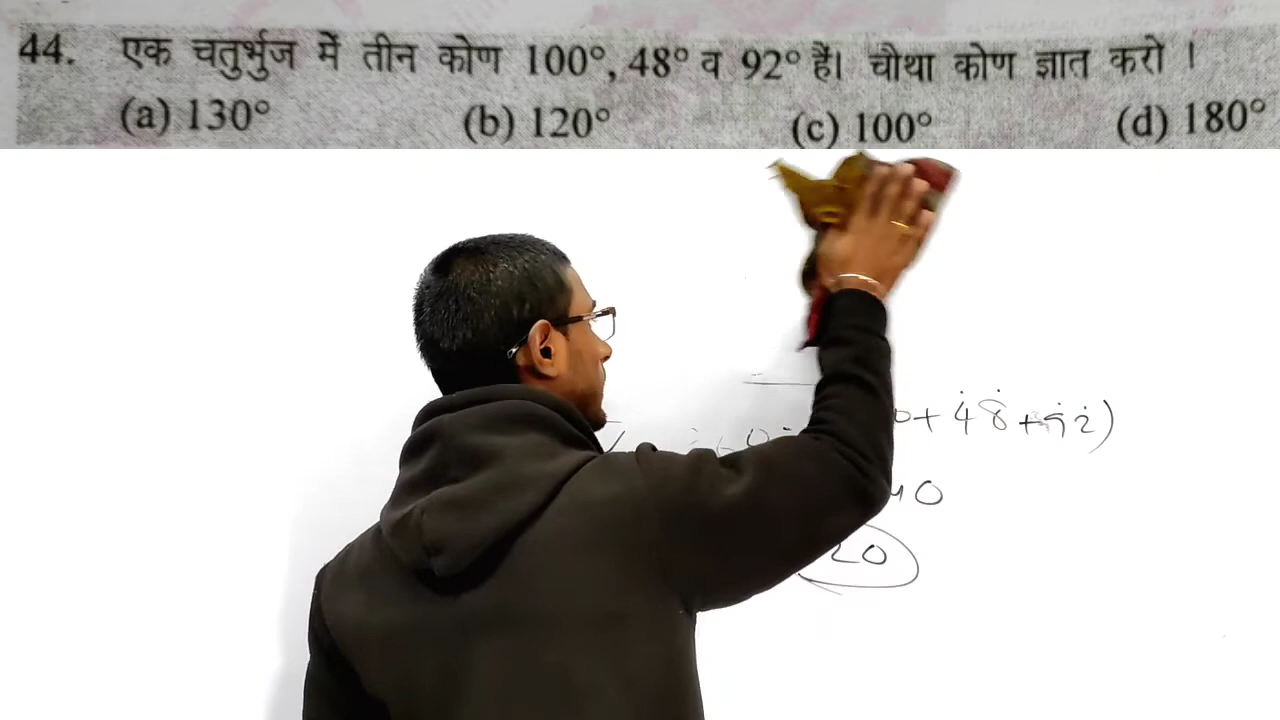 44. एक चतुर्भुज में तीन कोण 100°, 48° व 92° हैं। चौथा कोण ज्ञात करो ।
(a) 130° (b) 120° (c) 100° (d) 180°
+ 48 + 92)
40
20